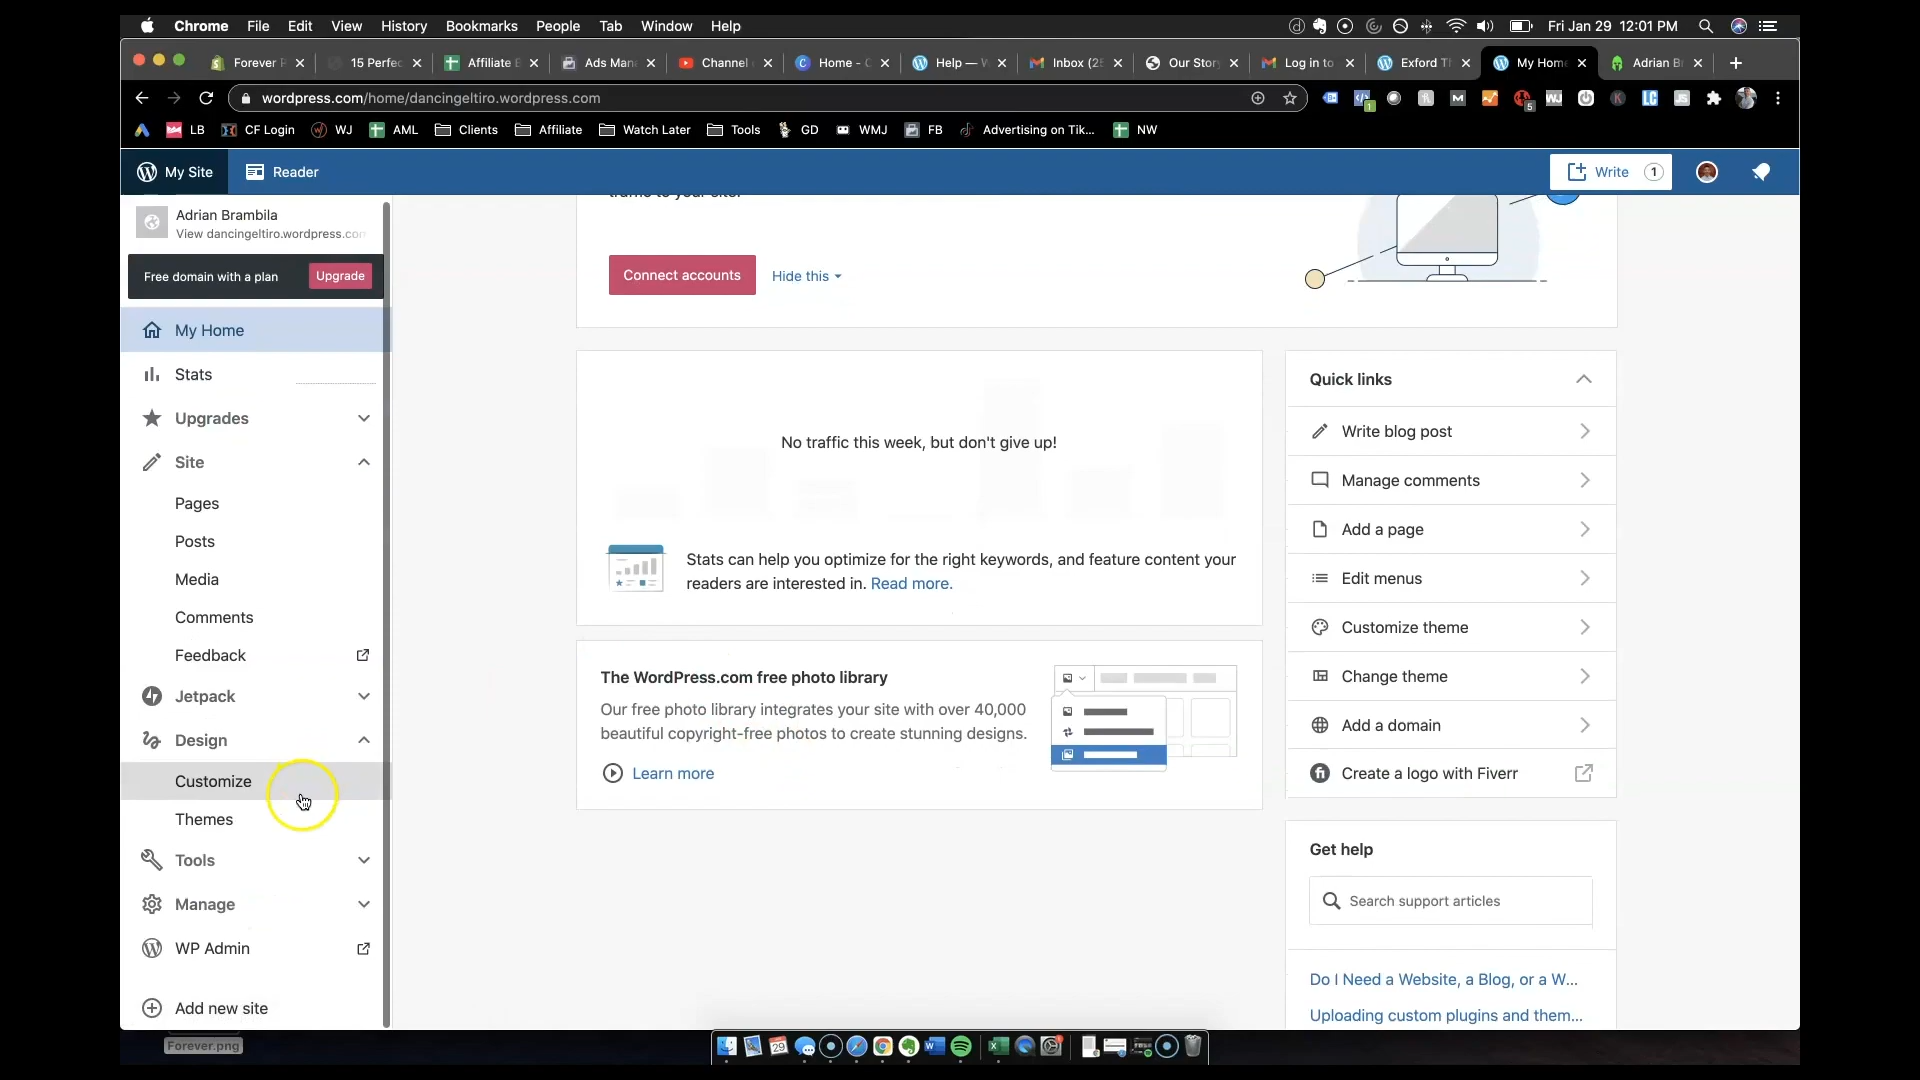 Chrome File Edit View History Bookmarks People Tab Window Help Fri Jan 29 12:01 PM
Forever 15 Perfec Affiliate Ads Man Channel Home - Help — Inbox (2 Our Stor Log in to Exford T My Home Adrian B
wordpress.com/home/dancingeltiro.wordpress.com 1 5
LB CF Login WJ AML Clients Affiliate Watch Later Tools GD WMJ FB Advertising on Tik... NW
My Site Reader Write 1
Adrian Brambila
View dancingeltiro.wordpress.com
Free domain with a plan Upgrade
My Home
Stats
Upgrades
Site
Pages
Posts
Media
Comments
Feedback
Jetpack
Design
Customize
Themes
Tools
Manage
WP Admin
Add new site
Forever.png
Connect accounts Hide this
No traffic this week, but don't give up!
Stats can help you optimize for the right keywords, and feature content your
readers are interested in. Read more.
The WordPress.com free photo library
Our free photo library integrates your site with over 40,000
beautiful copyright-free photos to create stunning designs.
Learn more
Quick links
Write blog post
Manage comments
Add a page
Edit menus
Customize theme
Change theme
Add a domain
Create a logo with Fiverr
Get help
Search support articles
Do I Need a Website, a Blog, or a W...
Uploading custom plugins and them...